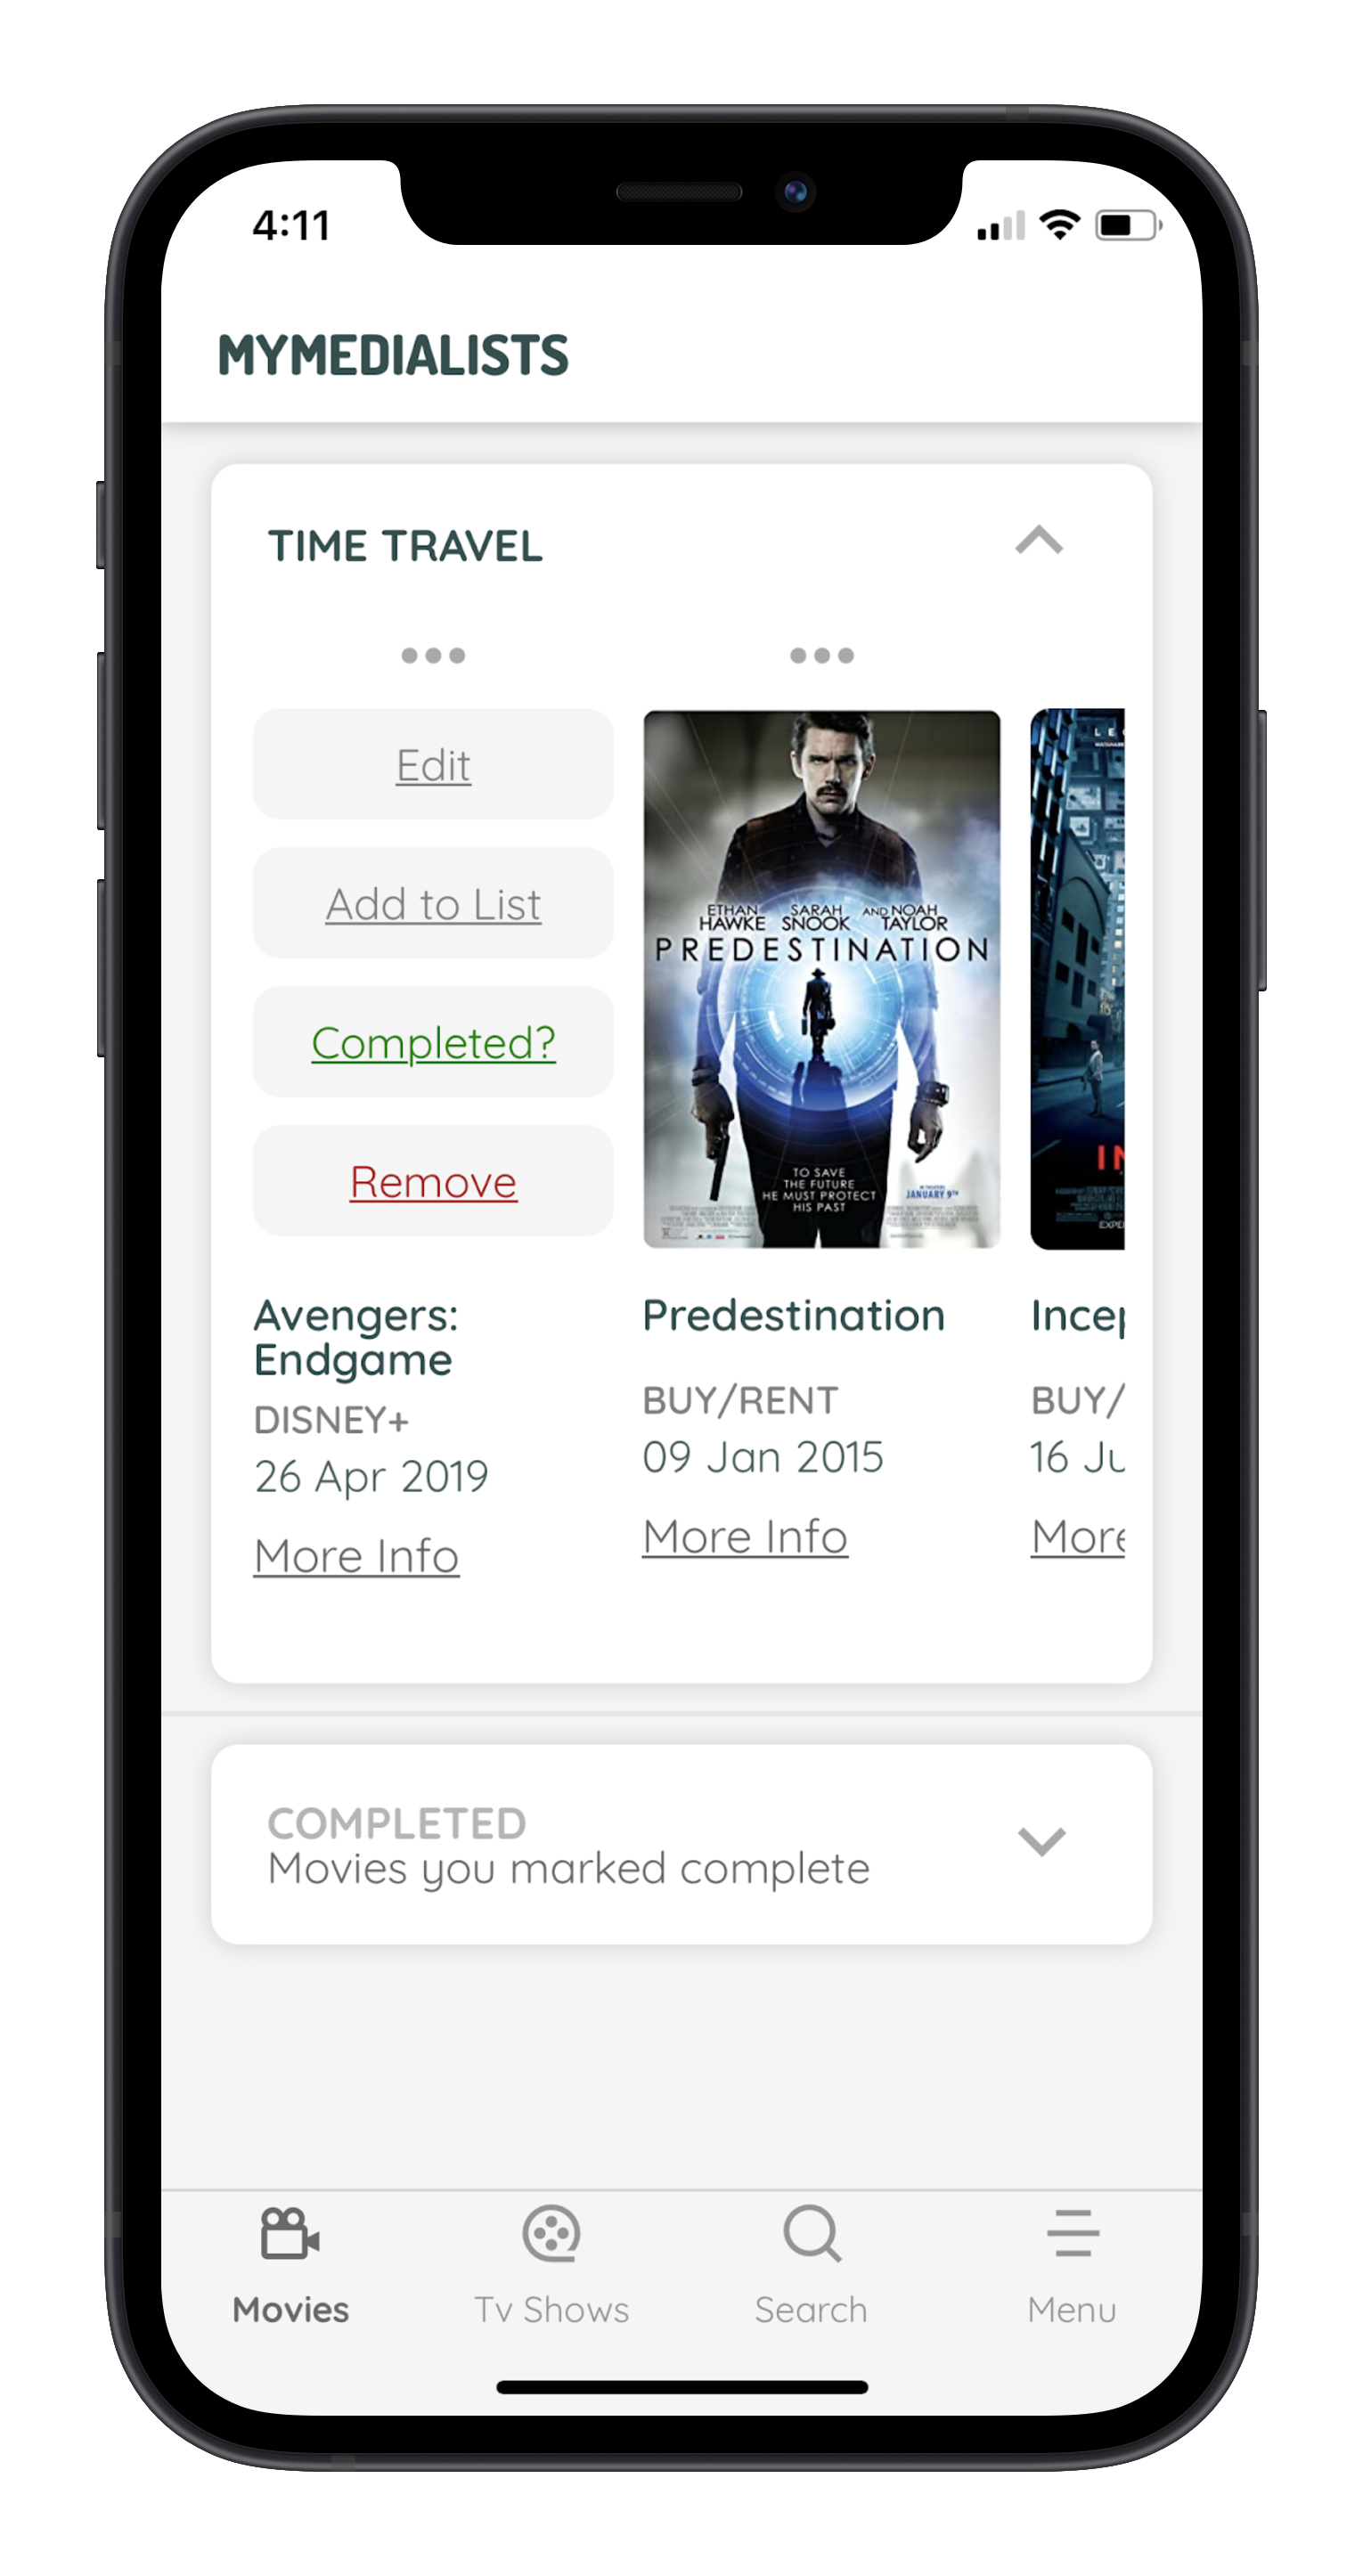 4:11
MYMEDIALISTS
TIME TRAVEL
Edit
Add to List
Completed?
Remove
ETHAN HAWKE SARAH SNOOK AND NOAH TAYLOR
PREDESTINATION
TO SAVE
THE FUTURE
HE MUST PROTECT
HIS PAST
JANUARY 9TH
Avengers:
Endgame
DISNEY+
26 Apr 2019
More Info
Predestination
BUY/RENT
09 Jan 2015
More Info
Incep
BUY/
16 Ju
More
COMPLETED
Movies you marked complete
Movies
Tv Shows
Search
Menu